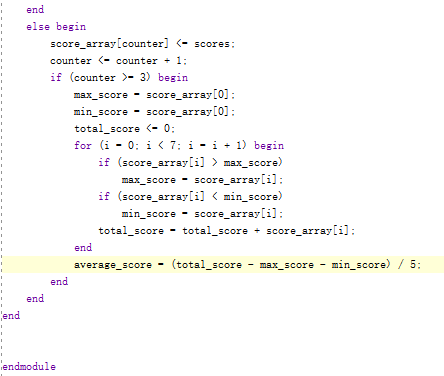 end
else begin
score_array[counter] <= scores;
counter <= counter + 1;
if (counter >= 3) begin
max_score = score_array[0];
min_score = score_array[0];
total_score <= 0;
for (i = 0; i < 7; i = i + 1) begin
if (score_array[i] > max_score)
max_score = score_array[i];
if (score_array[i] < min_score)
min_score = score_array[i];
total_score = total_score + score_array[i];
end
average_score = (total_score - max_score - min_score) / 5;
end
end
end
endmodule